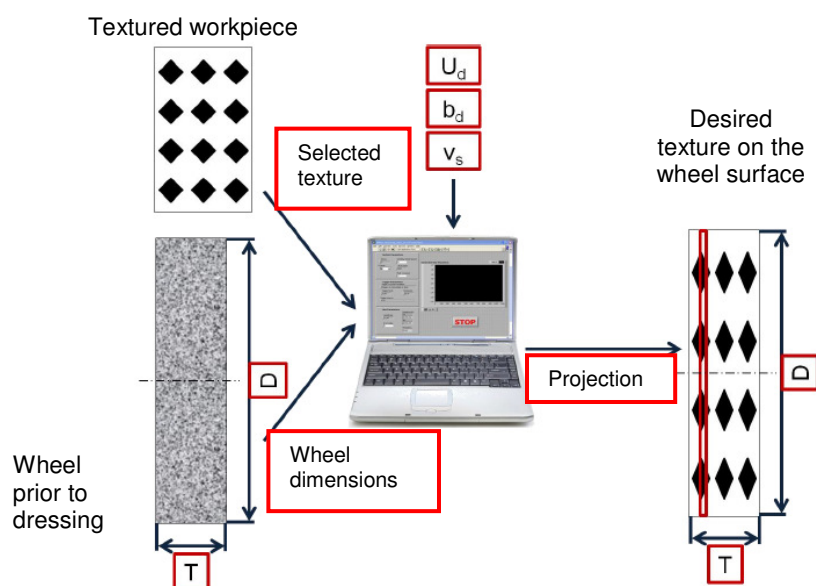 Textured workpiece
U_d
b_d
v_s
Selected
texture
Desired
texture on the
wheel surface
STOP
D
Projection
D
Wheel
dimensions
Wheel
prior to
dressing
T
T